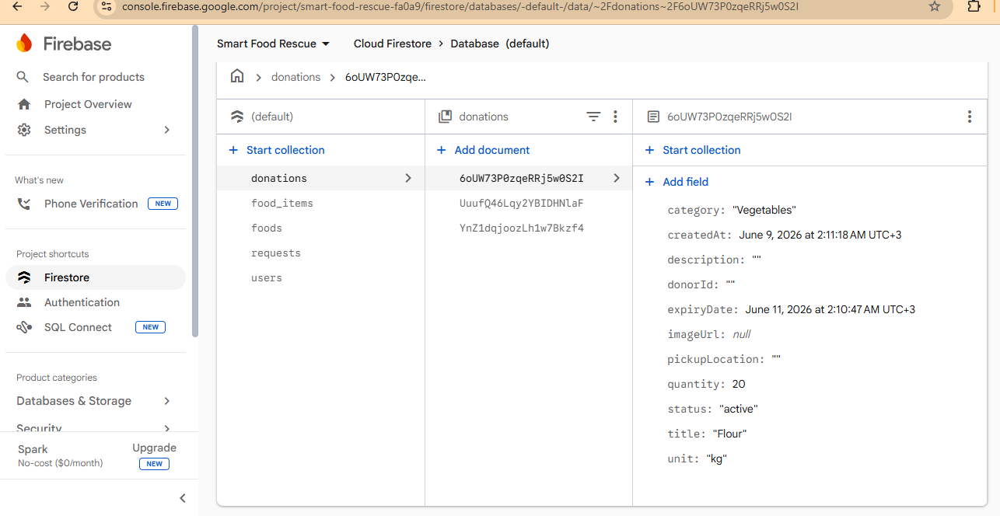 console.firebase.google.com/project/smart-food-rescue-fa0a9/firestore/databases/-default-/data/~2Fdonations~2F6oUW73P0zqeRRj5w0S2I
Firebase
Search for products
Project Overview
Settings
What's new
Phone Verification NEW
Project shortcuts
Firestore
Authentication
SQL Connect NEW
Product categories
Databases & Storage
Security
Spark
No-cost ($0/month)
Upgrade
NEW
Smart Food Rescue
Cloud Firestore > Database (default)
donations > 6oUW73P0zqe...
(default)
+ Start collection
donations
food_items
foods
requests
users
donations
+ Add document
6oUW73P0zqeRRj5w0S2I
UuufQ46Lqy2YBIDHNlaF
YnZ1dqjoozLh1w7Bkzf4
6oUW73P0zqeRRj5w0S2I
+ Start collection
+ Add field
category: "Vegetables"
createdAt: June 9, 2026 at 2:11:18 AM UTC+3
description: ""
donorId: ""
expiryDate: June 11, 2026 at 2:10:47 AM UTC+3
imageUrl: null
pickupLocation: ""
quantity: 20
status: "active"
title: "Flour"
unit: "kg"